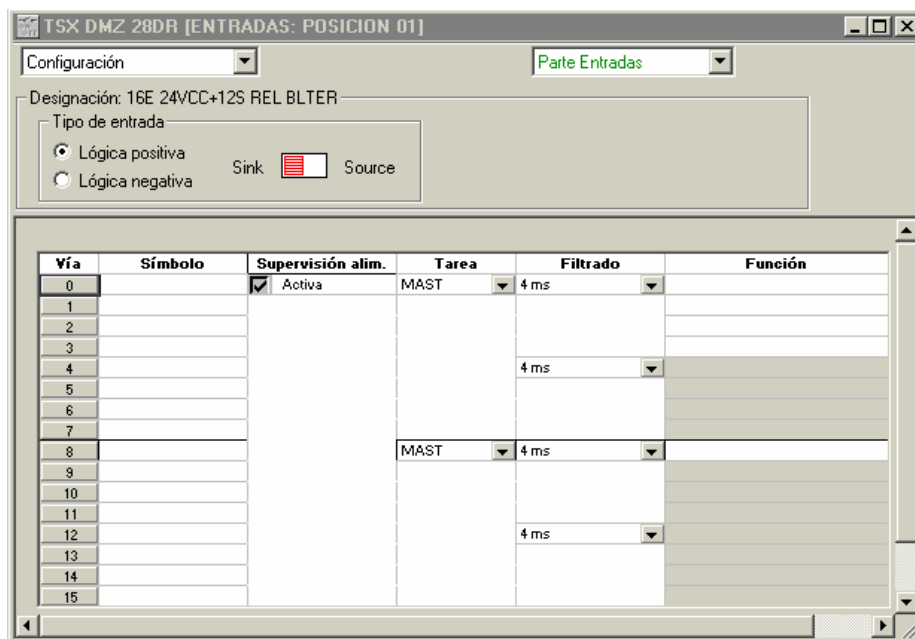 TSX DMZ 28DR [ENTRADAS: POSICION 01]
Configuración Parte Entradas
Designación: 16E 24VCC+12S REL BLTER
Tipo de entrada
Lógica positiva
Sink Source
Lógica negativa
Vía Símbolo Supervisión alim. Tarea Filtrado Función
0 Activa MAST 4 ms
1
2
3
4 4 ms
5
6
7
8 MAST 4 ms
9
10
11
12 4 ms
13
14
15